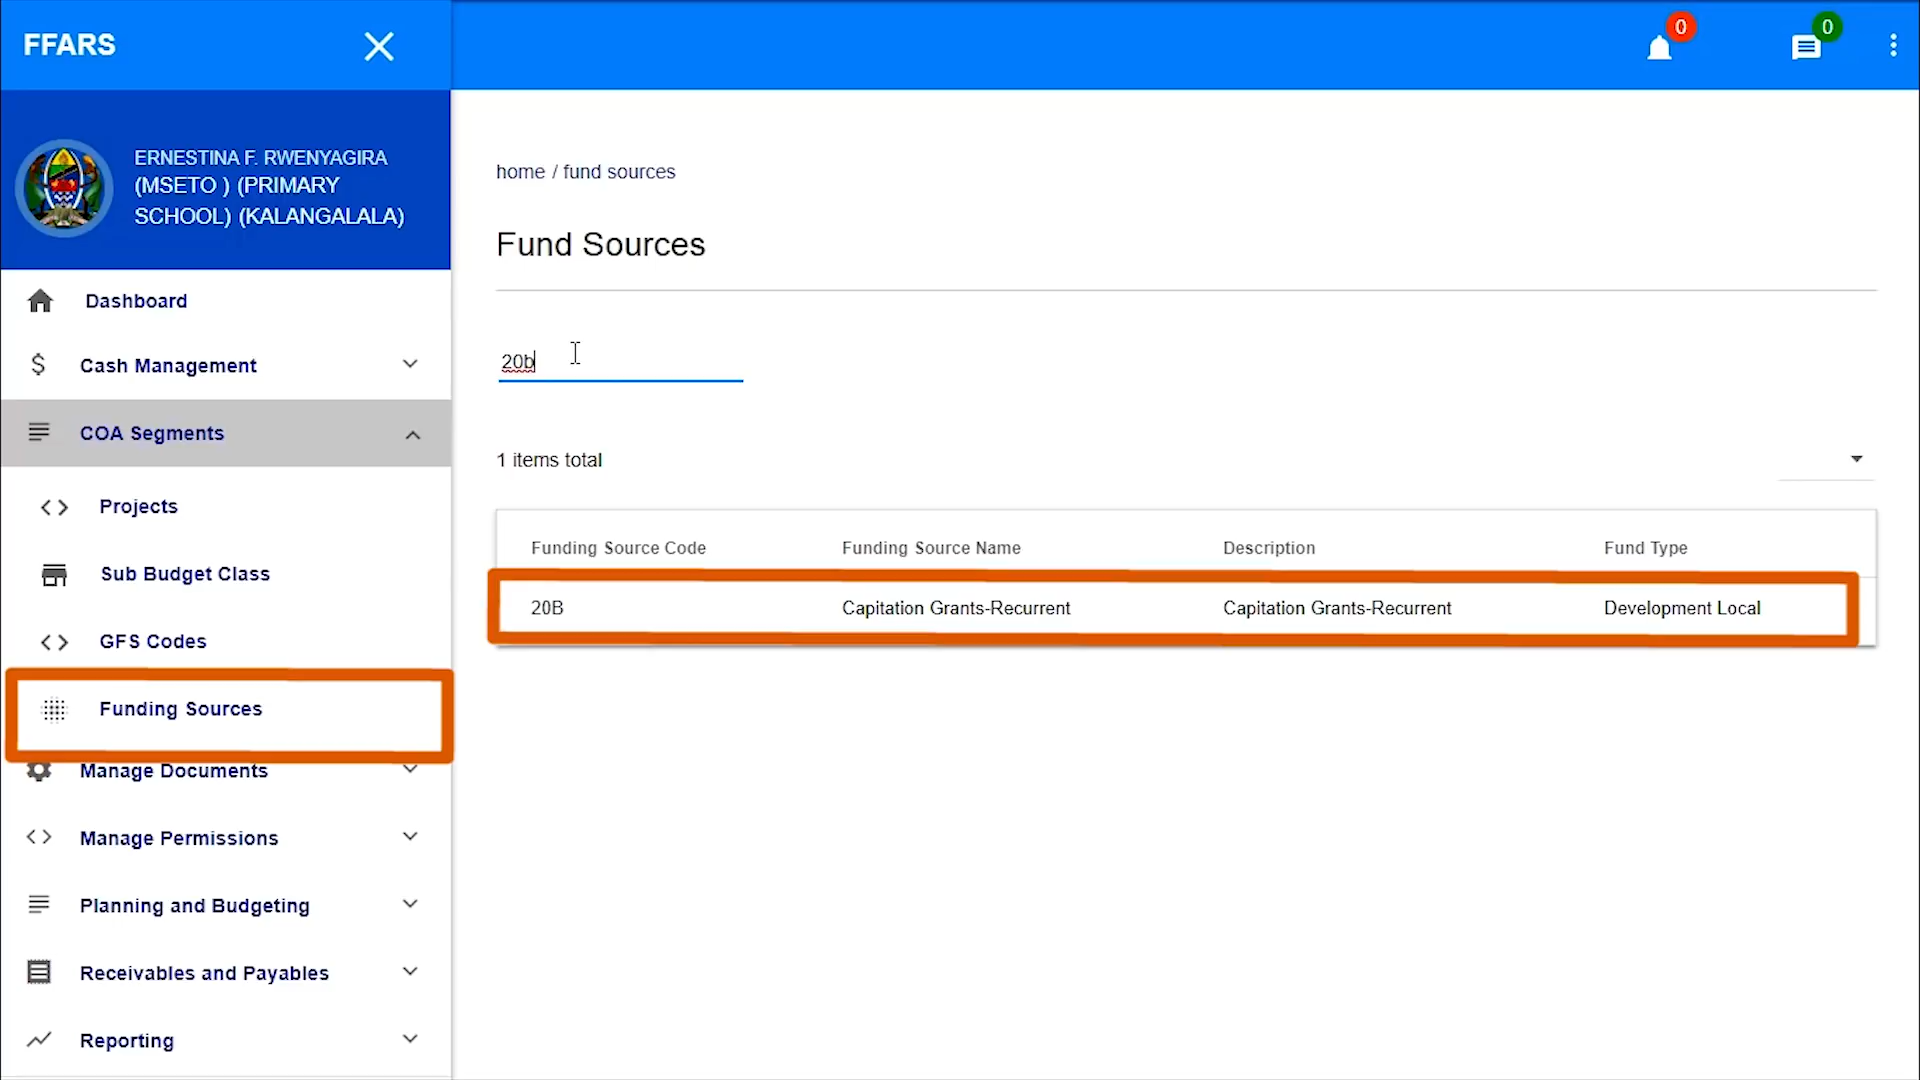 FFARS
0
0
ERNESTINA F. RWENYAGIRA
(MSETO ) (PRIMARY
SCHOOL) (KALANGALALA)
Dashboard
Cash Management
COA Segments
Projects
Sub Budget Class
GFS Codes
Funding Sources
Manage Documents
Manage Permissions
Planning and Budgeting
Receivables and Payables
Reporting
home / fund sources
Fund Sources
20b
1 items total
Funding Source Code Funding Source Name Description Fund Type
20B Capitation Grants-Recurrent Capitation Grants-Recurrent Development Local